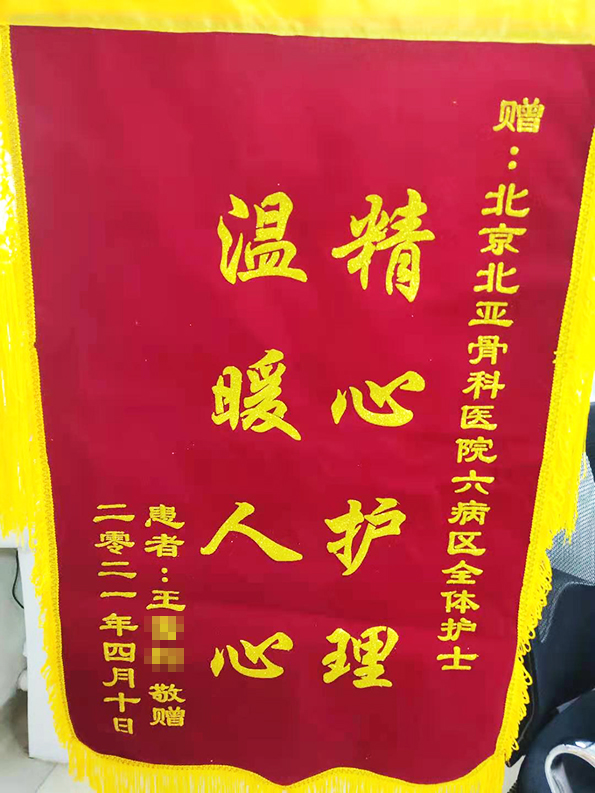 赠：北京北亚骨科医院六病区全体护士
精心护理
温暖人心
患者：王 敬赠
二零二一年四月十日